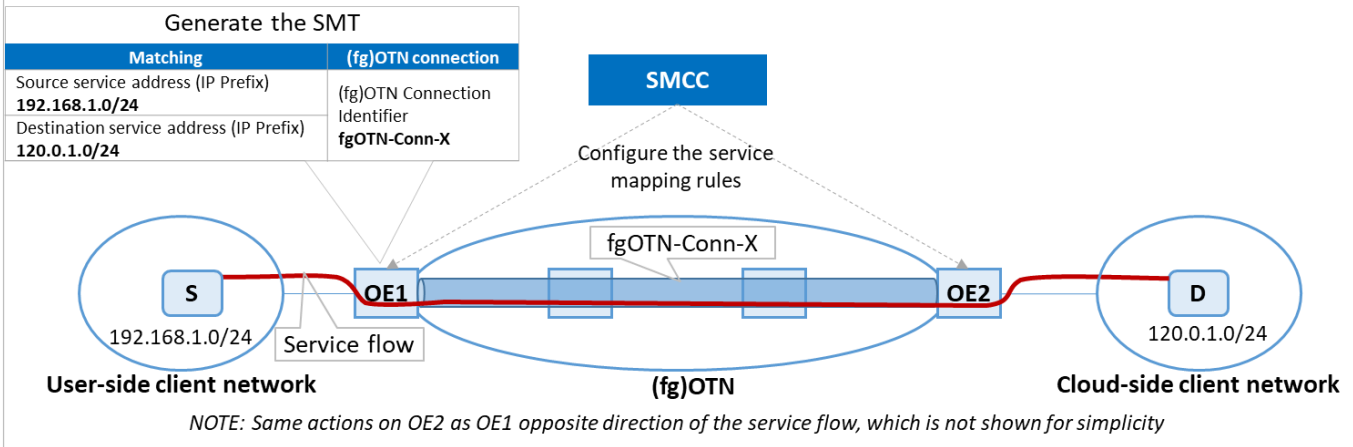 Generate the SMT
Matching
(fg)OTN connection
Source service address (IP Prefix)
192.168.1.0/24
Destination service address (IP Prefix)
120.0.1.0/24
(fg)OTN Connection
Identifier
fgOTN-Conn-X
SMCC
Configure the service
mapping rules
fgOTN-Conn-X
S
OE1
OE2
D
192.168.1.0/24
Service flow
120.0.1.0/24
User-side client network
(fg)OTN
Cloud-side client network
NOTE: Same actions on OE2 as OE1 opposite direction of the service flow, which is not shown for simplicity